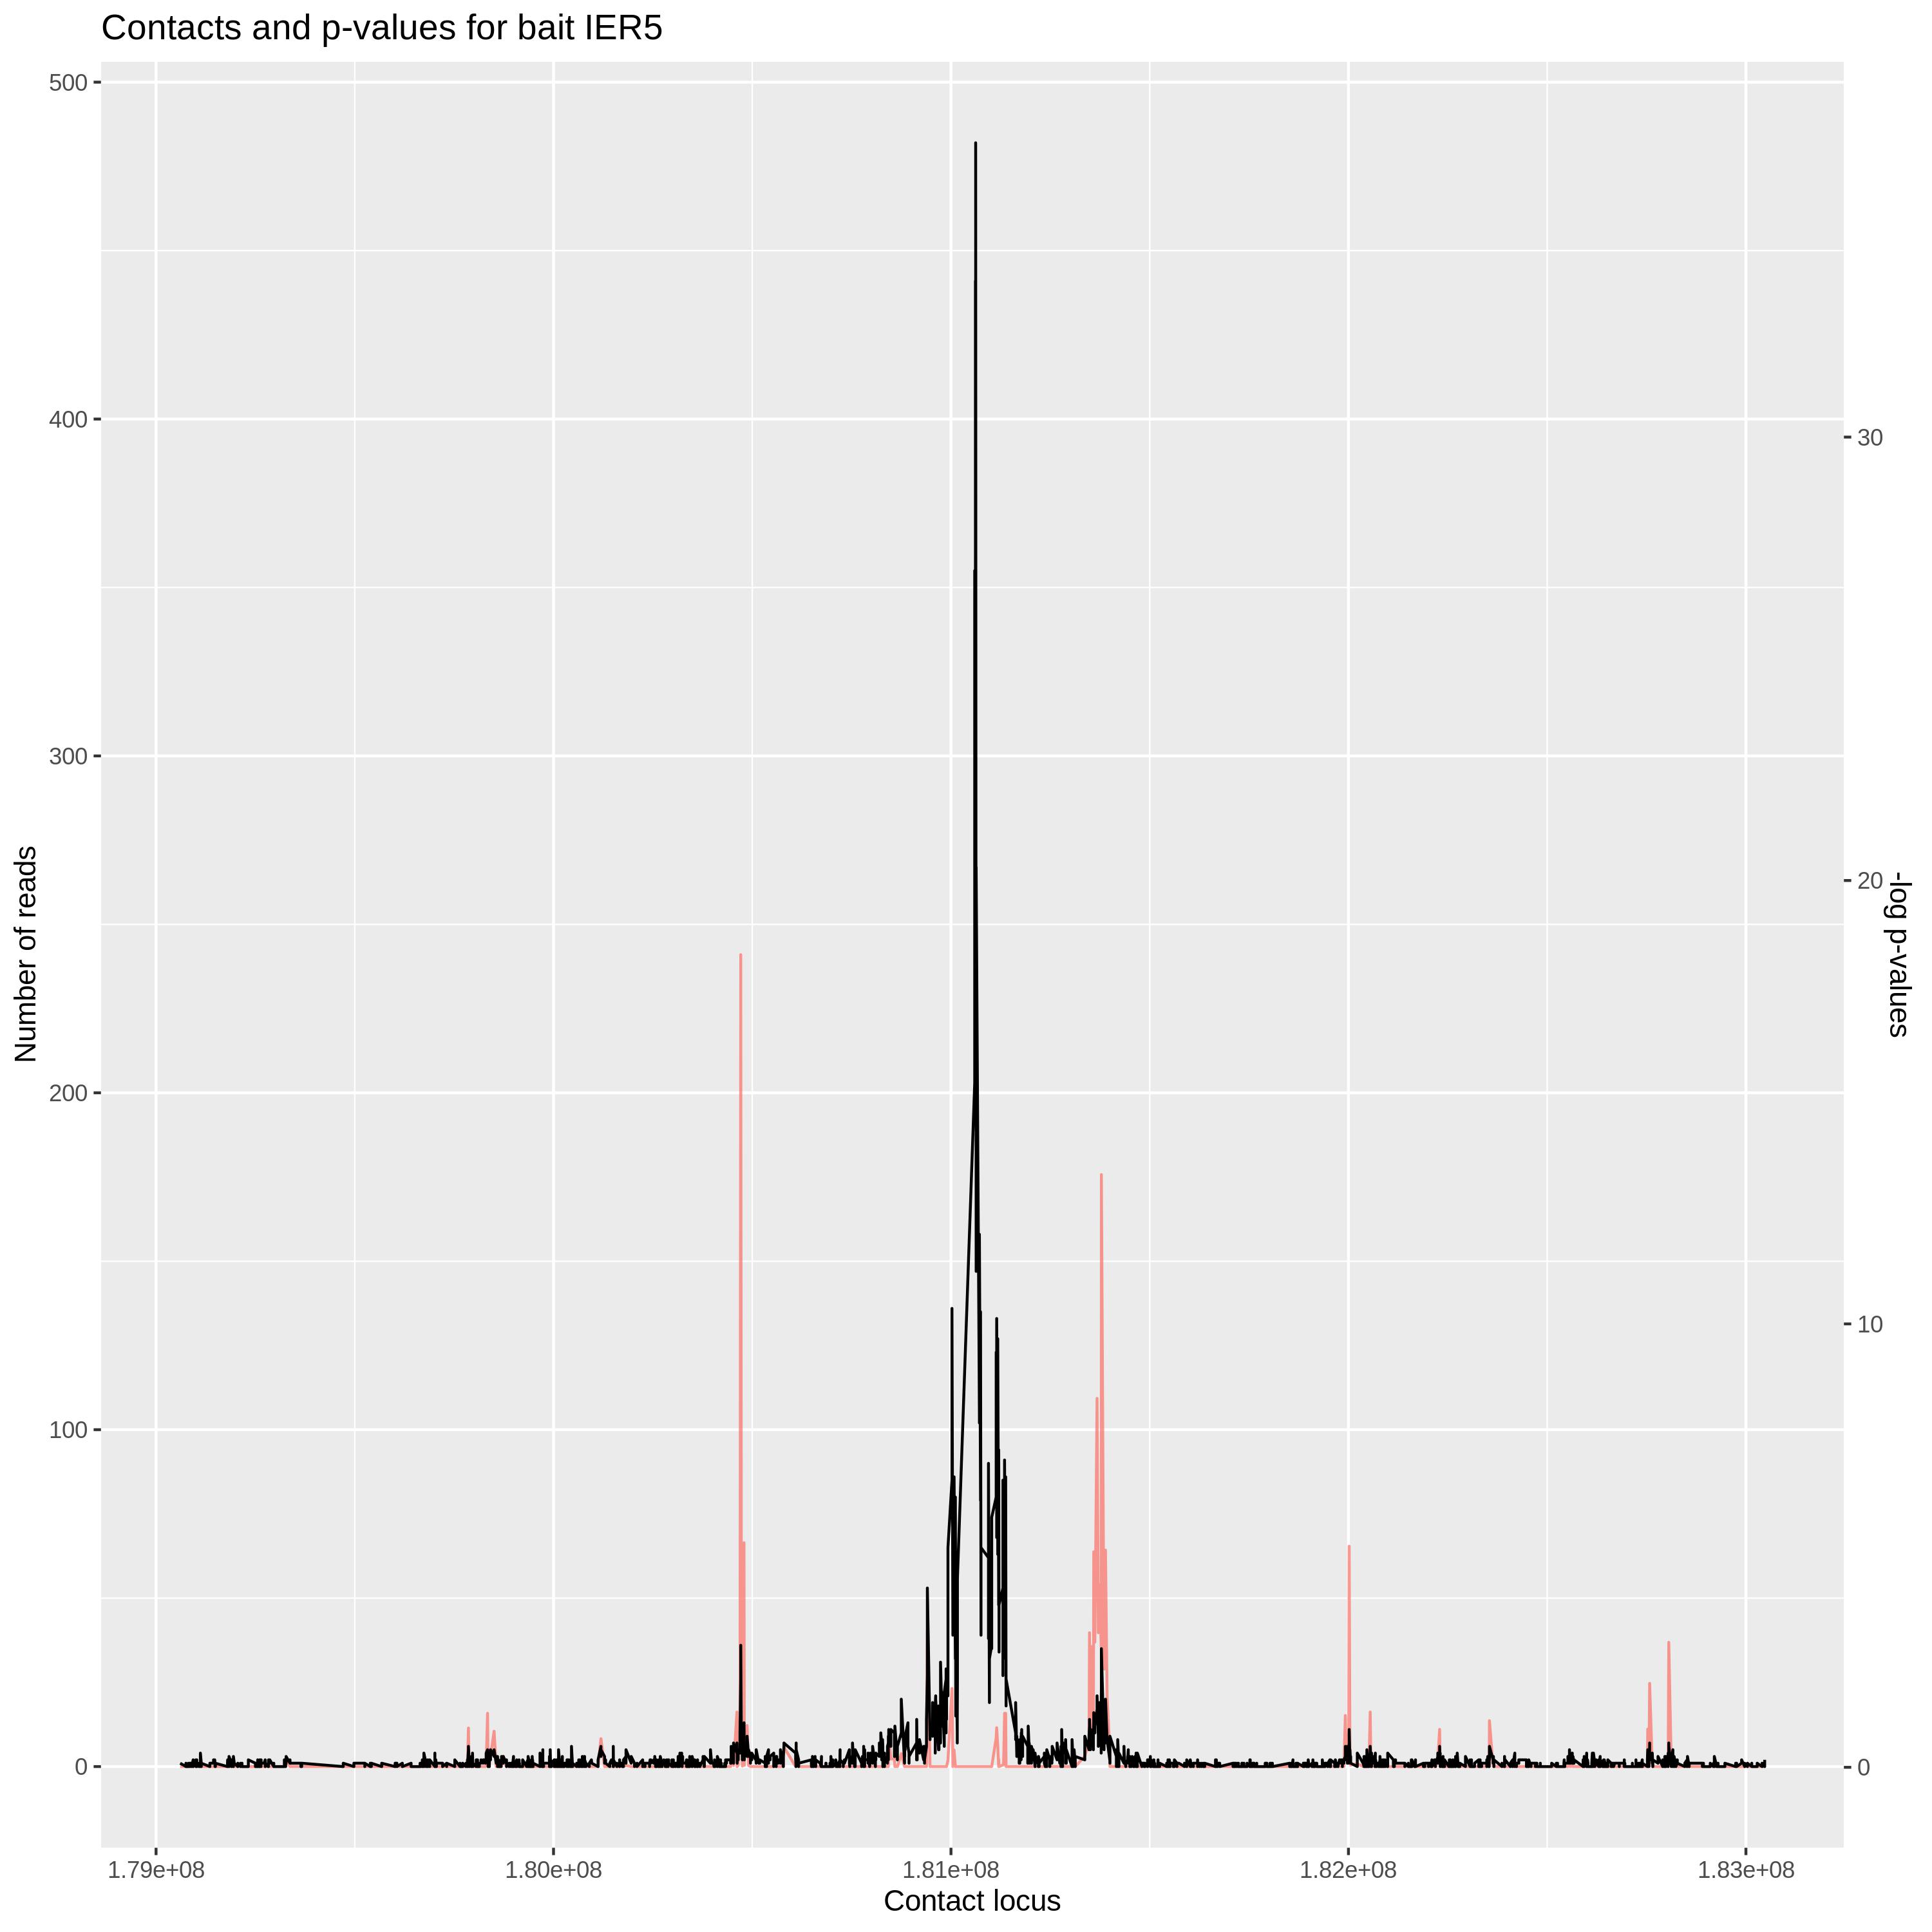 Contacts and p-values for bait IER5
500
400
300
200
100
0
Number of reads
30
20
10
0
-log p-values
1.79e+08
1.80e+08
1.81e+08
1.82e+08
1.83e+08
Contact locus